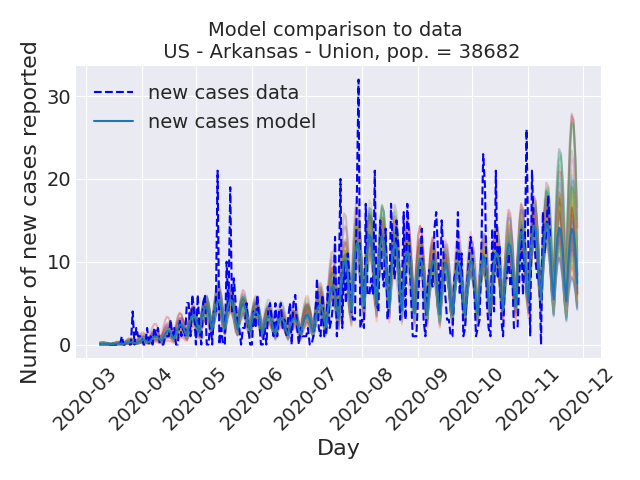 Model comparison to data
US - Arkansas - Union, pop. = 38682
Number of new cases reported
30
20
10
0
new cases data
new cases model
2020-03
2020-04
2020-05
2020-06
2020-07
2020-08
2020-09
2020-10
2020-11
2020-12
Day